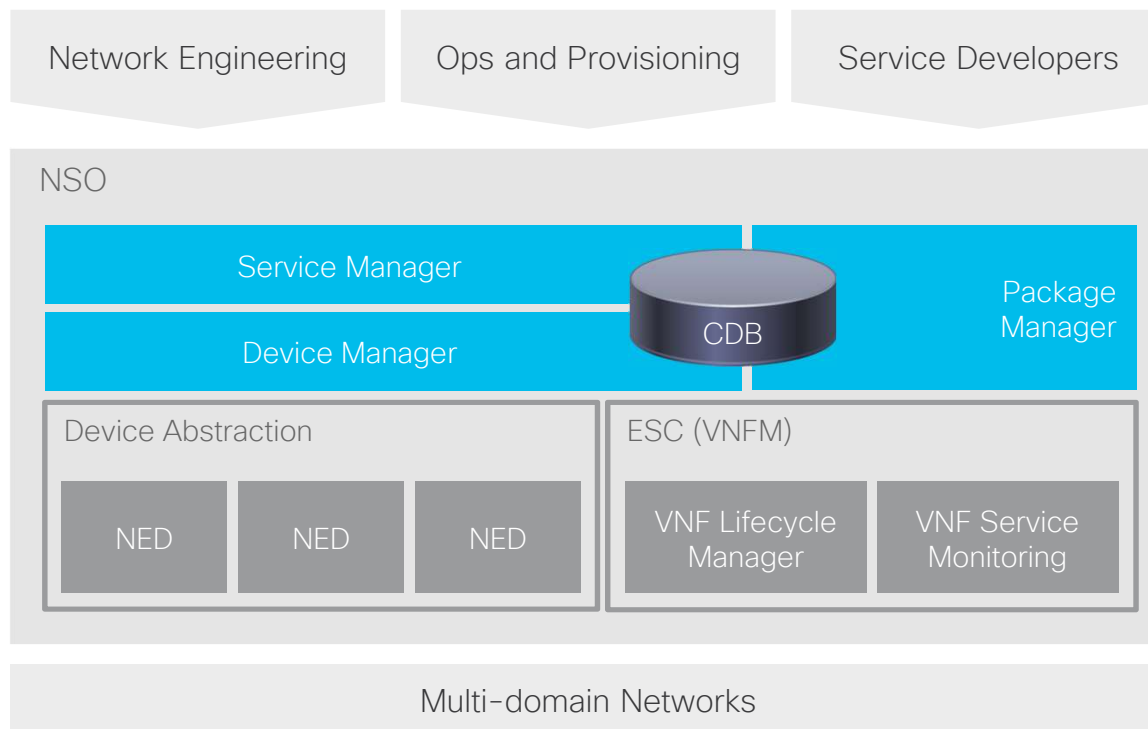 Network Engineering
Ops and Provisioning
Service Developers
NSO
Service Manager
Device Manager
CDB
Package
Manager
Device Abstraction
NED
NED
NED
ESC (VNFM)
VNF Lifecycle
Manager
VNF Service
Monitoring
Multi-domain Networks